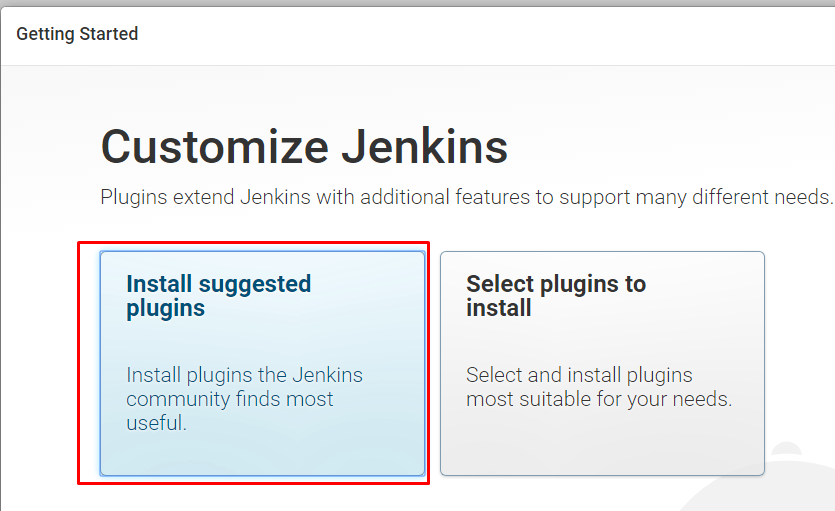 Getting Started
Customize Jenkins
Plugins extend Jenkins with additional features to support many different needs.
Install suggested
plugins
Install plugins the Jenkins
community finds most
useful.
Select plugins to
install
Select and install plugins
most suitable for your needs.